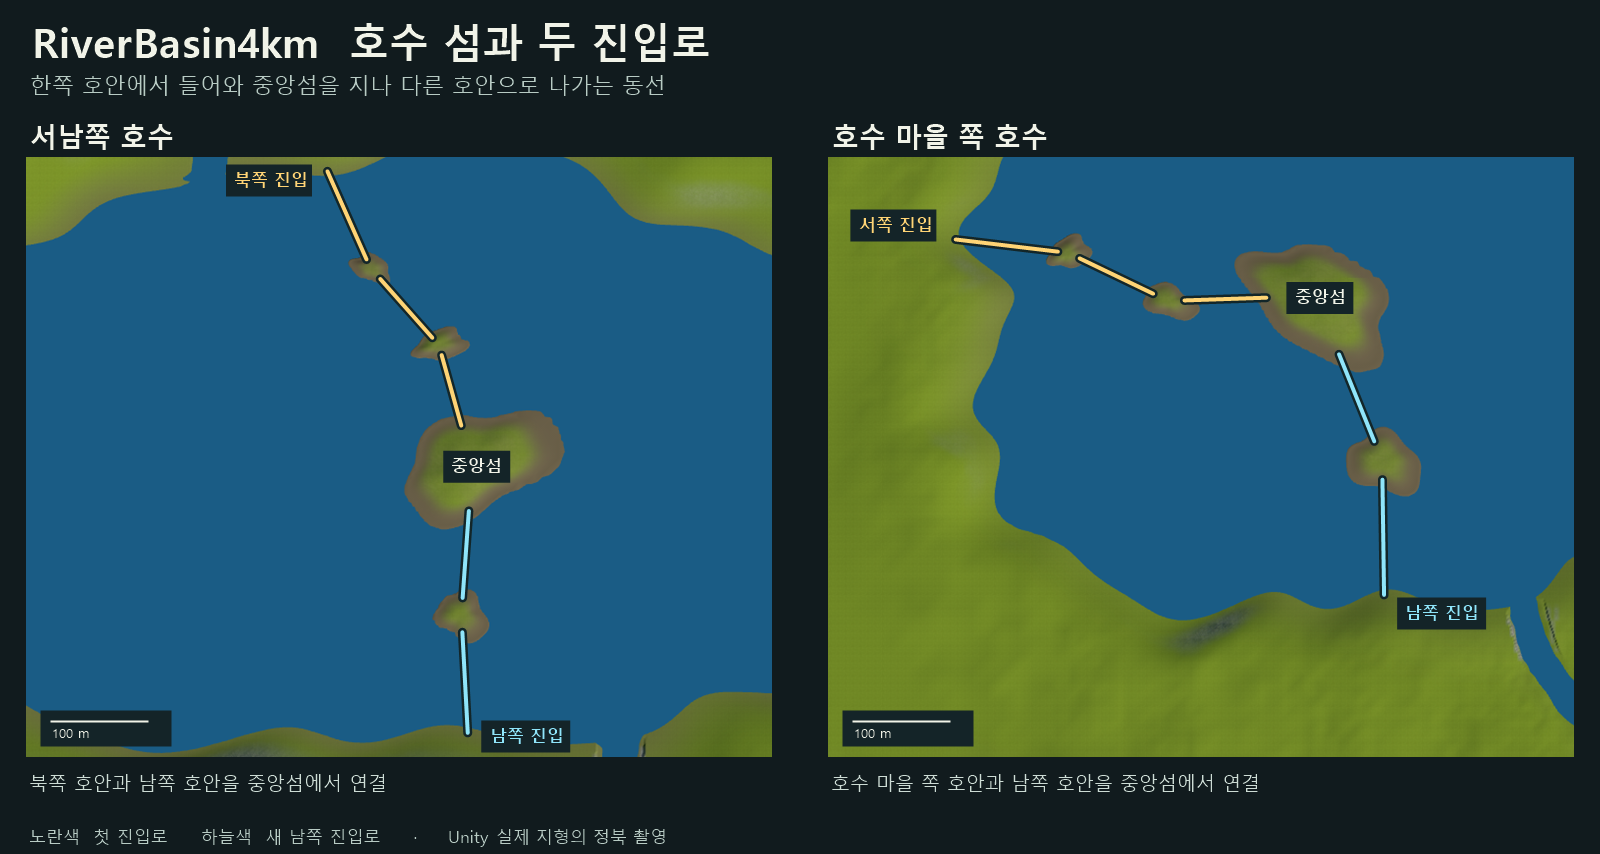 RiverBasin4km 호수 섬과 두 진입로
한쪽 호안에서 들어와 중앙섬을 지나 다른 호안으로 나가는 동선
서남쪽 호수
북쪽 진입
중앙섬
남쪽 진입
100 m
북쪽 호안과 남쪽 호안을 중앙섬에서 연결
호수 마을 쪽 호수
서쪽 진입
중앙섬
남쪽 진입
100 m
호수 마을 쪽 호안과 남쪽 호안을 중앙섬에서 연결
노란색 첫 진입로 하늘색 새 남쪽 진입로 · Unity 실제 지형의 정북 촬영